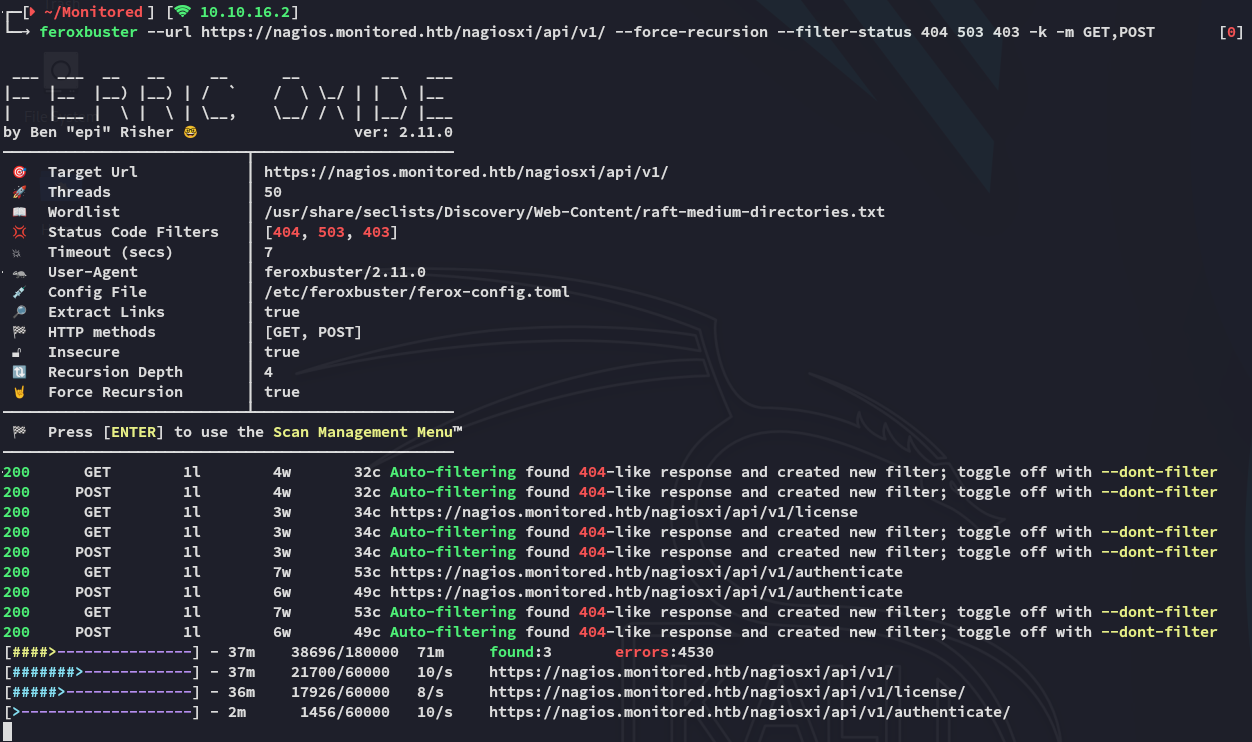 ┌─[ ~/Monitored ] [ 10.10.16.2]
└─→ feroxbuster --url https://nagios.monitored.htb/nagiosxi/api/v1/ --force-recursion --filter-status 404 503 403 -k -m GET,POST [0]
 ___  ___  __   __     __      __         __   ___
|__  |__  |__) |__) | /  `    /  \ \_/ | |  \ |__
|    |___ |  \ |  \ | \__,    \__/ / \ | |__/ |___
by Ben "epi" Risher 🤓 ver: 2.11.0
🎯 Target Url │ https://nagios.monitored.htb/nagiosxi/api/v1/
🚀 Threads │ 50
📖 Wordlist │ /usr/share/seclists/Discovery/Web-Content/raft-medium-directories.txt
💢 Status Code Filters │ [404, 503, 403]
💥 Timeout (secs) │ 7
🦡 User-Agent │ feroxbuster/2.11.0
💉 Config File │ /etc/feroxbuster/ferox-config.toml
🔎 Extract Links │ true
🏁 HTTP methods │ [GET, POST]
🔓 Insecure │ true
🔃 Recursion Depth │ 4
🤘 Force Recursion │ true
🏁 Press [ENTER] to use the Scan Management Menu™
200 GET 1l 4w 32c Auto-filtering found 404-like response and created new filter; toggle off with --dont-filter
200 POST 1l 4w 32c Auto-filtering found 404-like response and created new filter; toggle off with --dont-filter
200 GET 1l 3w 34c https://nagios.monitored.htb/nagiosxi/api/v1/license
200 GET 1l 3w 34c Auto-filtering found 404-like response and created new filter; toggle off with --dont-filter
200 POST 1l 3w 34c Auto-filtering found 404-like response and created new filter; toggle off with --dont-filter
200 GET 1l 7w 53c https://nagios.monitored.htb/nagiosxi/api/v1/authenticate
200 POST 1l 6w 49c https://nagios.monitored.htb/nagiosxi/api/v1/authenticate
200 GET 1l 7w 53c Auto-filtering found 404-like response and created new filter; toggle off with --dont-filter
200 POST 1l 6w 49c Auto-filtering found 404-like response and created new filter; toggle off with --dont-filter
[####>---------------] - 37m 38696/180000 71m found:3 errors:4530
[#######>------------] - 37m 21700/60000 10/s https://nagios.monitored.htb/nagiosxi/api/v1/
[#####>--------------] - 36m 17926/60000 8/s https://nagios.monitored.htb/nagiosxi/api/v1/license/
[>-------------------] - 2m 1456/60000 10/s https://nagios.monitored.htb/nagiosxi/api/v1/authenticate/